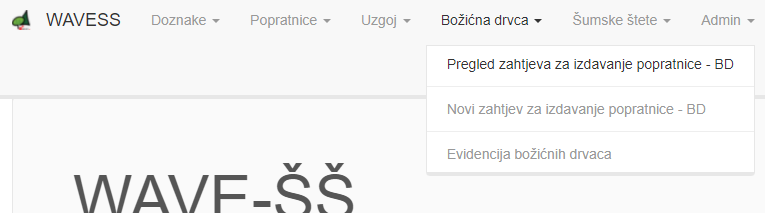 WAVESS Doznake Popratnice Uzgoj Božićna drvca Šumske štete Admin
Pregled zahtjeva za izdavanje popratnice - BD
Novi zahtjev za izdavanje popratnice - BD
Evidencija božićnih drvaca
WAVE-ŠŠ